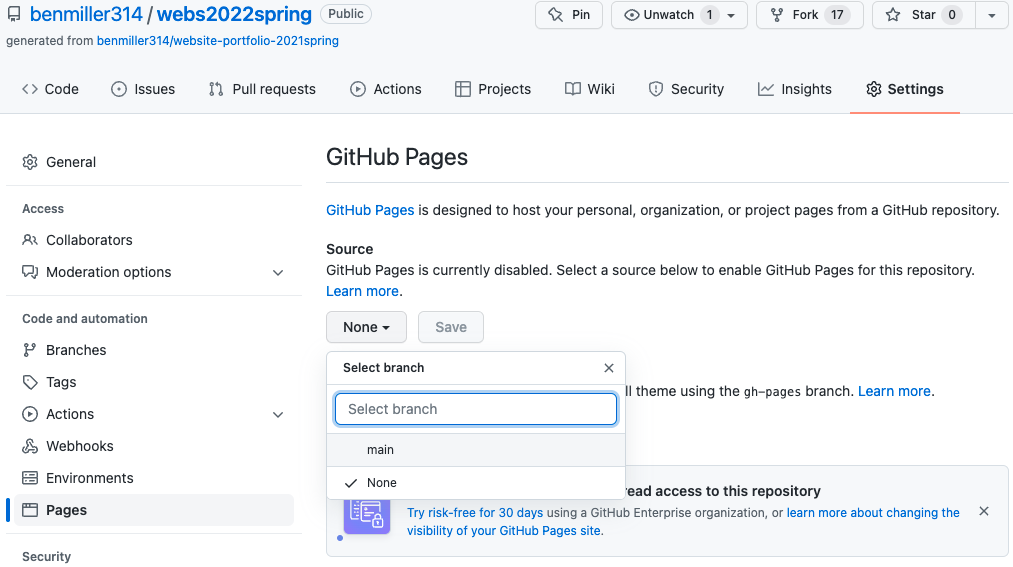 benmiller314 / webs2022spring Public
Pin Unwatch 1 Fork 17 Star 0
generated from benmiller314/website-portfolio-2021spring
Code Issues Pull requests Actions Projects Wiki Security Insights Settings
General
Access
Collaborators
Moderation options
Code and automation
Branches
Tags
Actions
Webhooks
Environments
Pages
Security
GitHub Pages
GitHub Pages is designed to host your personal, organization, or project pages from a GitHub repository.
Source
GitHub Pages is currently disabled. Select a source below to enable GitHub Pages for this repository.
Learn more.
None Save
Select branch
Select branch
main
None
ll theme using the gh-pages branch. Learn more.
read access to this repository
Try risk-free for 30 days using a GitHub Enterprise organization, or learn more about changing the
visibility of your GitHub Pages site.